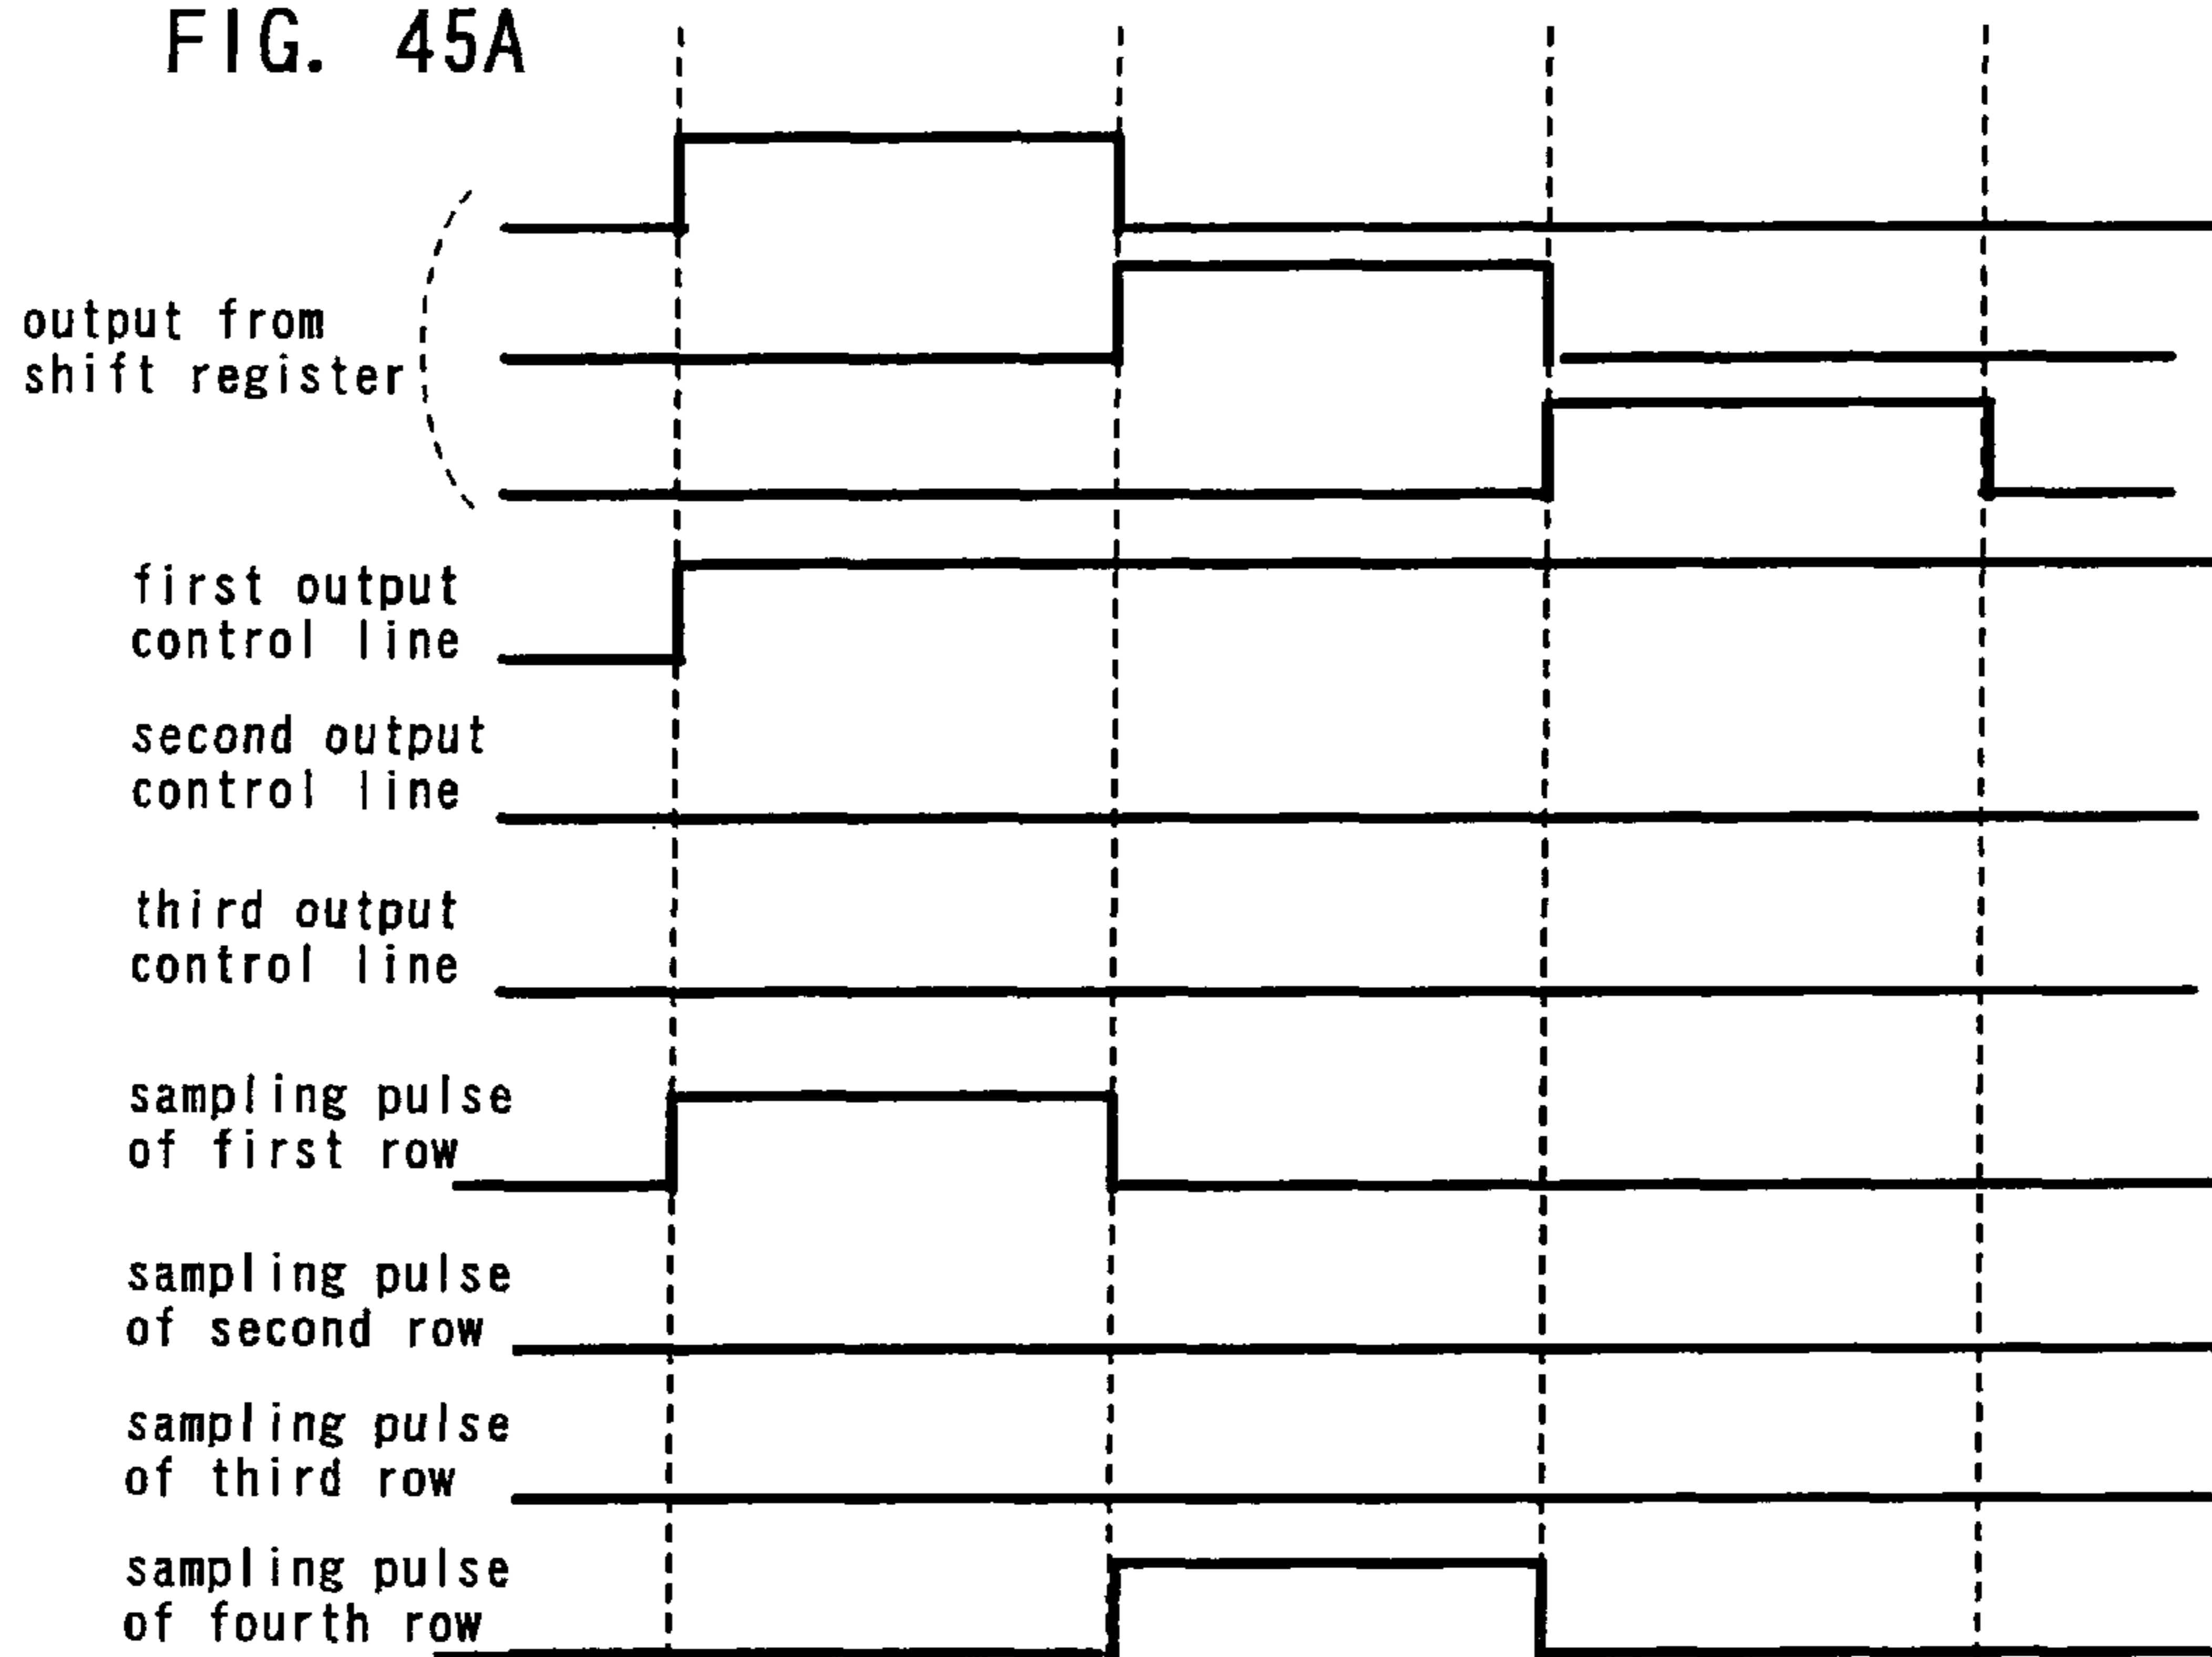 FIG. 45A
output from
shift register
first output
control line
second output
control line
third output
control line
sampling pulse
of first row
sampling pulse
of second row
sampling pulse
of third row
sampling pulse
of fourth row